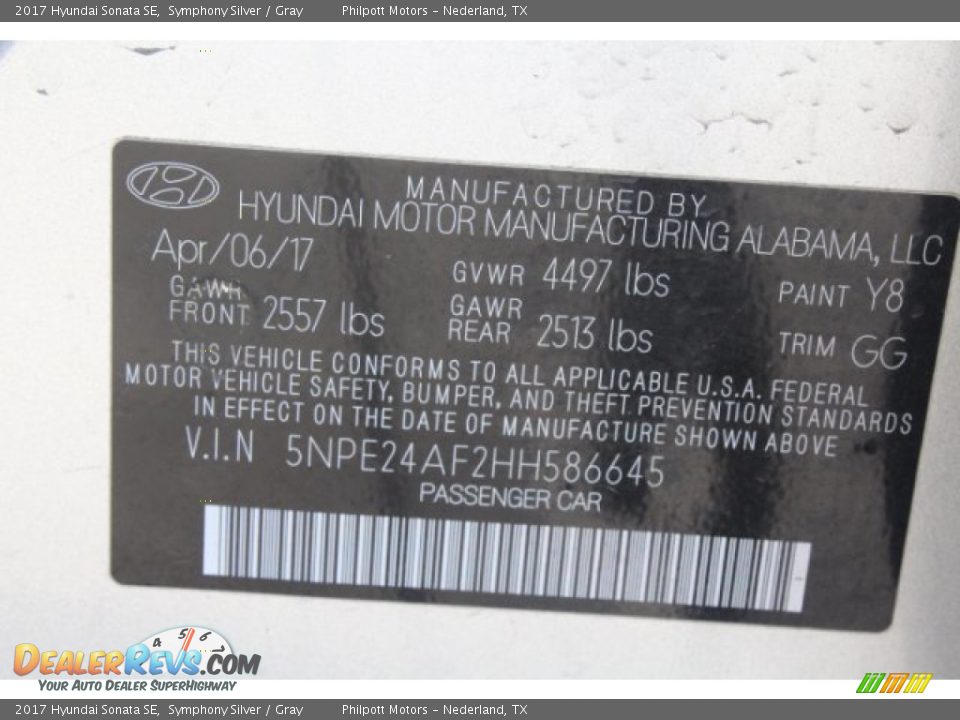 2017 Hyundai Sonata SE, Symphony Silver / Gray Philpott Motors - Nederland, TX
MANUFACTURED BY
HYUNDAI MOTOR MANUFACTURING ALABAMA, LLC
Apr/06/17
GVWR 4497 lbs
PAINT Y8
GAWR FRONT 2557 lbs
GAWR REAR 2513 lbs
TRIM GG
THIS VEHICLE CONFORMS TO ALL APPLICABLE U.S.A. FEDERAL
MOTOR VEHICLE SAFETY, BUMPER, AND THEFT PREVENTION STANDARDS
IN EFFECT ON THE DATE OF MANUFACTURE SHOWN ABOVE
V.I.N 5NPE24AF2HH586645
PASSENGER CAR
4 5 6 7
DealerRevs.com
Your Auto Dealer SuperHighway
2017 Hyundai Sonata SE, Symphony Silver / Gray Philpott Motors - Nederland, TX